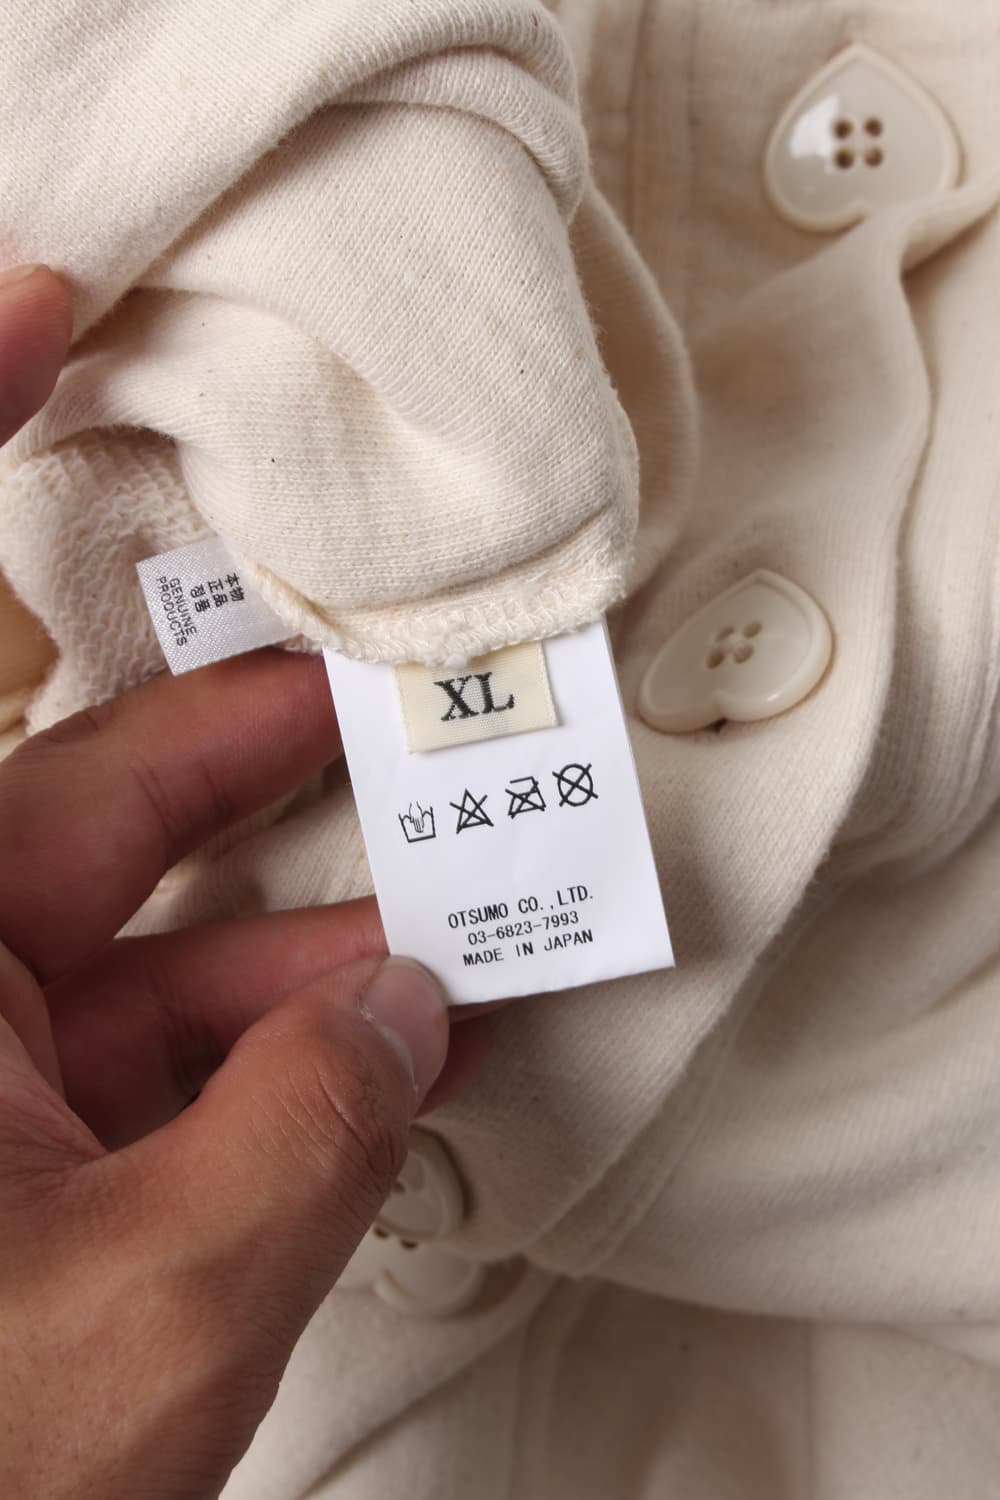 本物
正品
정품
GENUINE
PRODUCTS
XL
OTSUMO CO.,LTD.
03-6823-7993
MADE IN JAPAN